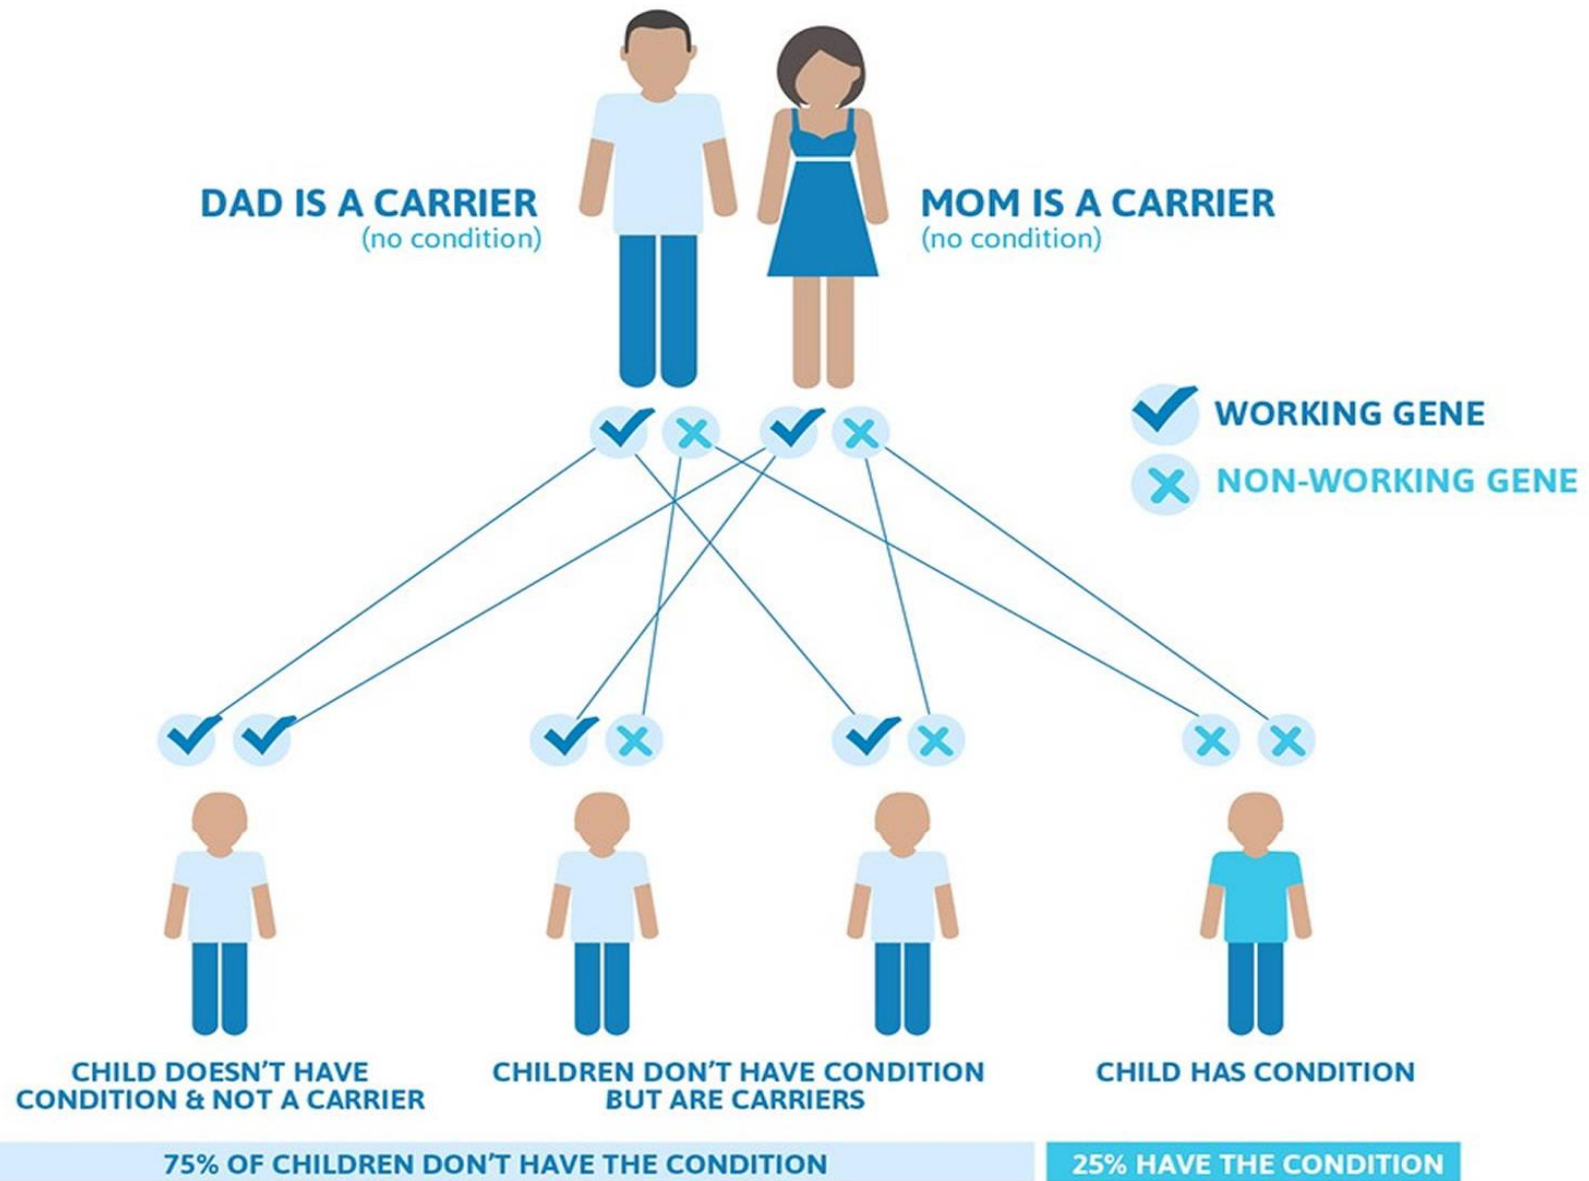 DAD IS A CARRIER
(no condition)
MOM IS A CARRIER
(no condition)
WORKING GENE
NON-WORKING GENE
CHILD DOESN'T HAVE
CONDITION & NOT A CARRIER
CHILDREN DON'T HAVE CONDITION
BUT ARE CARRIERS
CHILD HAS CONDITION
75% OF CHILDREN DON'T HAVE THE CONDITION
25% HAVE THE CONDITION